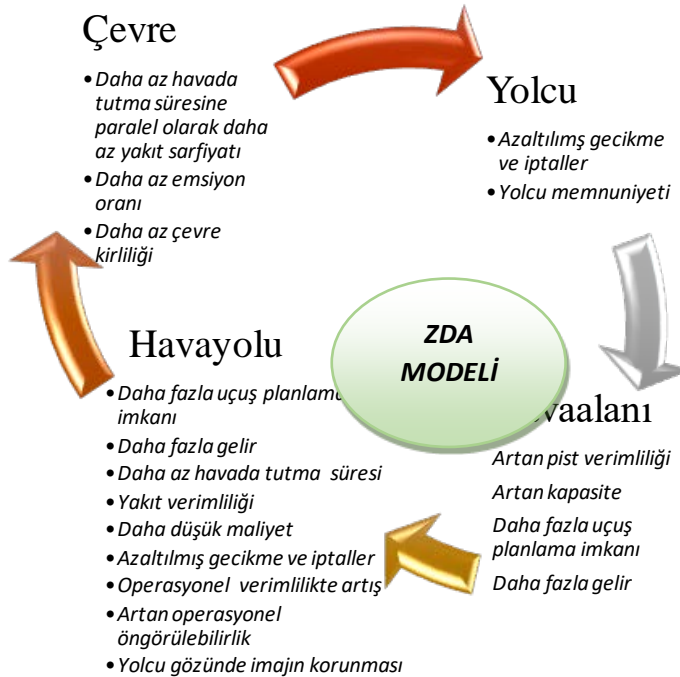 Çevre
•Daha az havada
tutma süresine
paralel olarak daha
az yakıt sarfiyatı
•Daha az emsiyon
oranı
•Daha az çevre
kirliliği
Yolcu
•Azaltılımş gecikme
ve iptaller
•Yolcu memnuniyeti
ZDA
MODELİ
vaalanı
Artan pist verimliliği
Artan kapasite
Daha fazla uçuş
planlama imkanı
Daha fazla gelir
Havayolu
•Daha fazla uçuş planlama
imkanı
•Daha fazla gelir
•Daha az havada tutma süresi
•Yakıt verimliliği
•Daha düşük maliyet
•Azaltılmış gecikme ve iptaller
•Operasyonel verimlilikte artış
•Artan operasyonel
öngörülebilirlik
•Yolcu gözünde imajın korunması